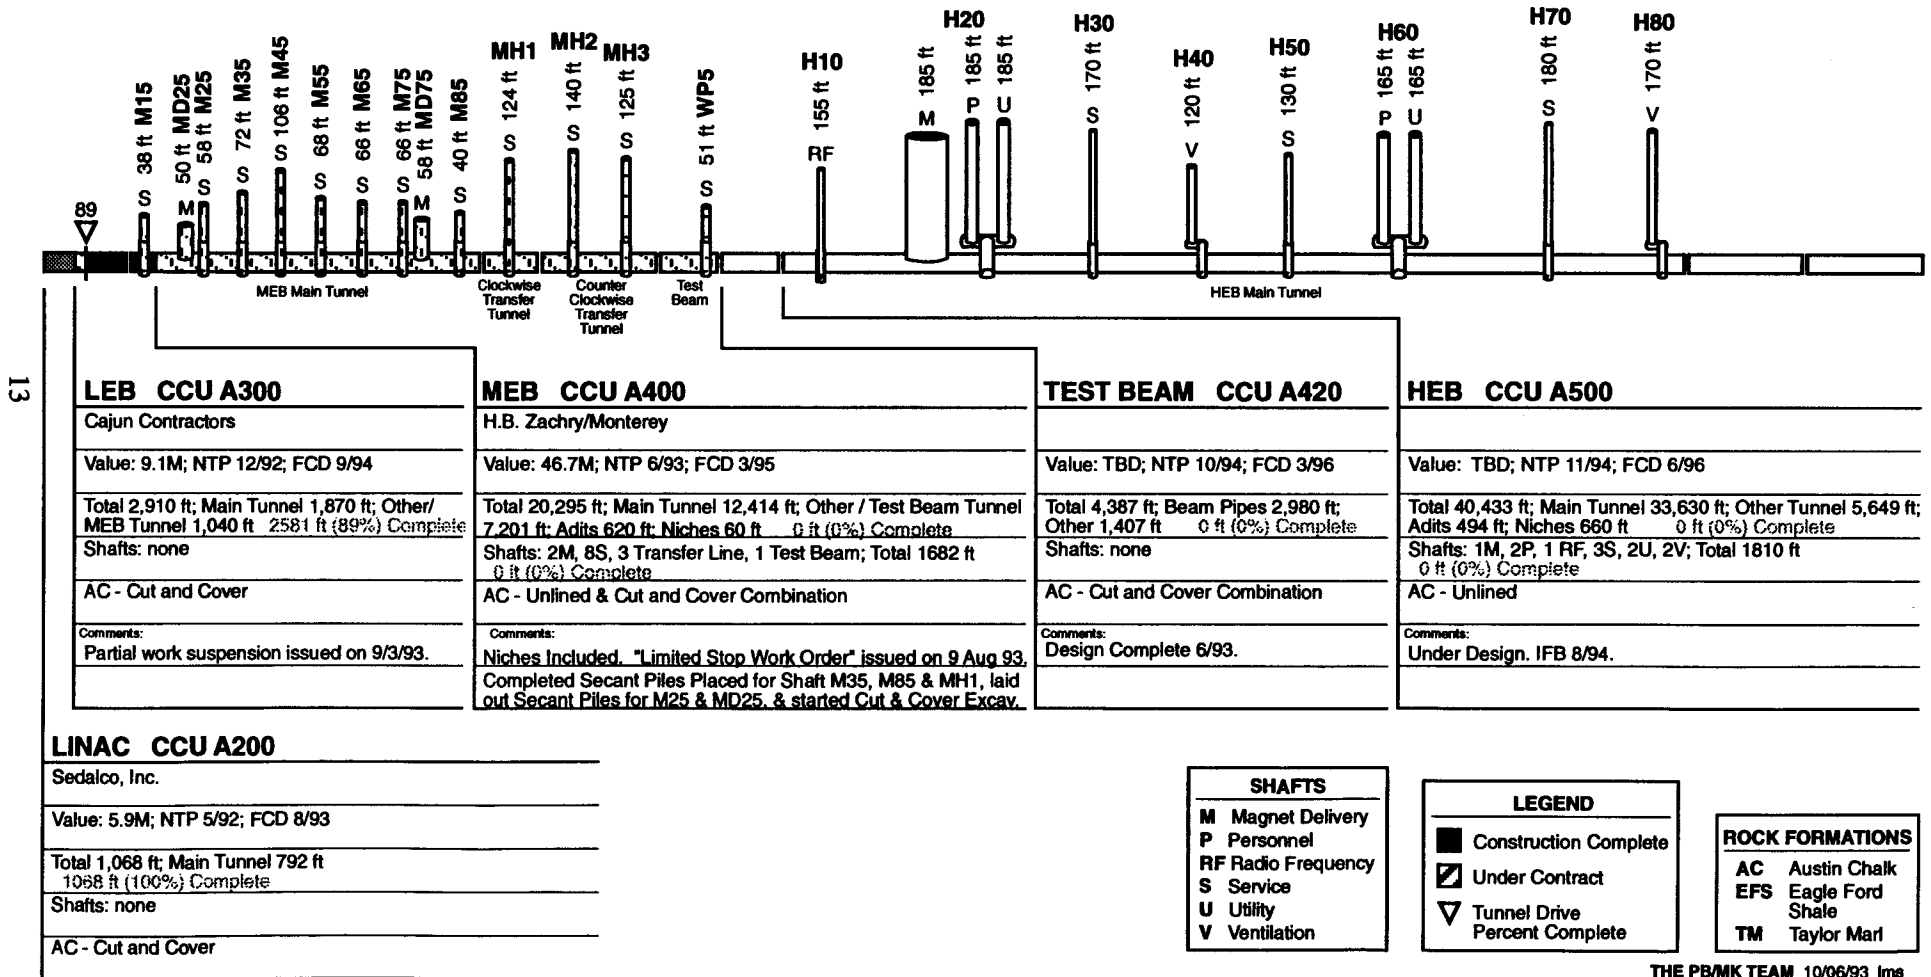 H20
H70
H30
H80
H60
MH2
MH1
MH3
H10
H40
H50
S 38 ft M15
M 50 ft MD25
S 58 ft M25
S 72 ft M35
S 106 ft M45
S 68 ft M55
S 66 ft M65
S 66 ft M75
M 58 ft MD75
S 40 ft M85
S 124 ft
S 140 ft
S 125 ft
S 51 ft WP5
RF 155 ft
M 185 ft
P 185 ft
U 185 ft
S 170 ft
V 120 ft
S 130 ft
P 165 ft
U 165 ft
S 180 ft
V 170 ft
89
MEB Main Tunnel
Clockwise
Transfer
Tunnel
Counter
Clockwise
Transfer
Tunnel
Test
Beam
HEB Main Tunnel
13
LEB CCU A300
Cajun Contractors
Value: 9.1M; NTP 12/92; FCD 9/94
Total 2,910 ft; Main Tunnel 1,870 ft; Other/
MEB Tunnel 1,040 ft 2581 ft (89%) Complete
Shafts: none
AC - Cut and Cover
Comments:
Partial work suspension issued on 9/3/93.
MEB CCU A400
H.B. Zachry/Monterey
Value: 46.7M; NTP 6/93; FCD 3/95
Total 20,295 ft; Main Tunnel 12,414 ft; Other / Test Beam Tunnel
7,201 ft; Adits 620 ft; Niches 60 ft 0 ft (0%) Complete
Shafts: 2M, 8S, 3 Transfer Line, 1 Test Beam; Total 1682 ft
0 ft (0%) Complete
AC - Unlined & Cut and Cover Combination
Comments:
Niches Included. "Limited Stop Work Order" issued on 9 Aug 93.
Completed Secant Piles Placed for Shaft M35, M85 & MH1, laid
out Secant Piles for M25 & MD25, & started Cut & Cover Excav.
TEST BEAM CCU A420
Value: TBD; NTP 10/94; FCD 3/96
Total 4,387 ft; Beam Pipes 2,980 ft;
Other 1,407 ft 0 ft (0%) Complete
Shafts: none
AC - Cut and Cover Combination
Comments:
Design Complete 6/93.
HEB CCU A500
Value: TBD; NTP 11/94; FCD 6/96
Total 40,433 ft; Main Tunnel 33,630 ft; Other Tunnel 5,649 ft;
Adits 494 ft; Niches 660 ft 0 ft (0%) Complete
Shafts: 1M, 2P, 1 RF, 3S, 2U, 2V; Total 1810 ft
0 ft (0%) Complete
AC - Unlined
Comments:
Under Design. IFB 8/94.
LINAC CCU A200
Sedalco, Inc.
Value: 5.9M; NTP 5/92; FCD 8/93
Total 1,068 ft; Main Tunnel 792 ft
1068 ft (100%) Complete
Shafts: none
AC - Cut and Cover
SHAFTS
M Magnet Delivery
P Personnel
RF Radio Frequency
S Service
U Utility
V Ventilation
LEGEND
Construction Complete
Under Contract
Tunnel Drive
Percent Complete
ROCK FORMATIONS
AC Austin Chalk
EFS Eagle Ford
Shale
TM Taylor Marl
THE PB/MK TEAM 10/06/93 lms